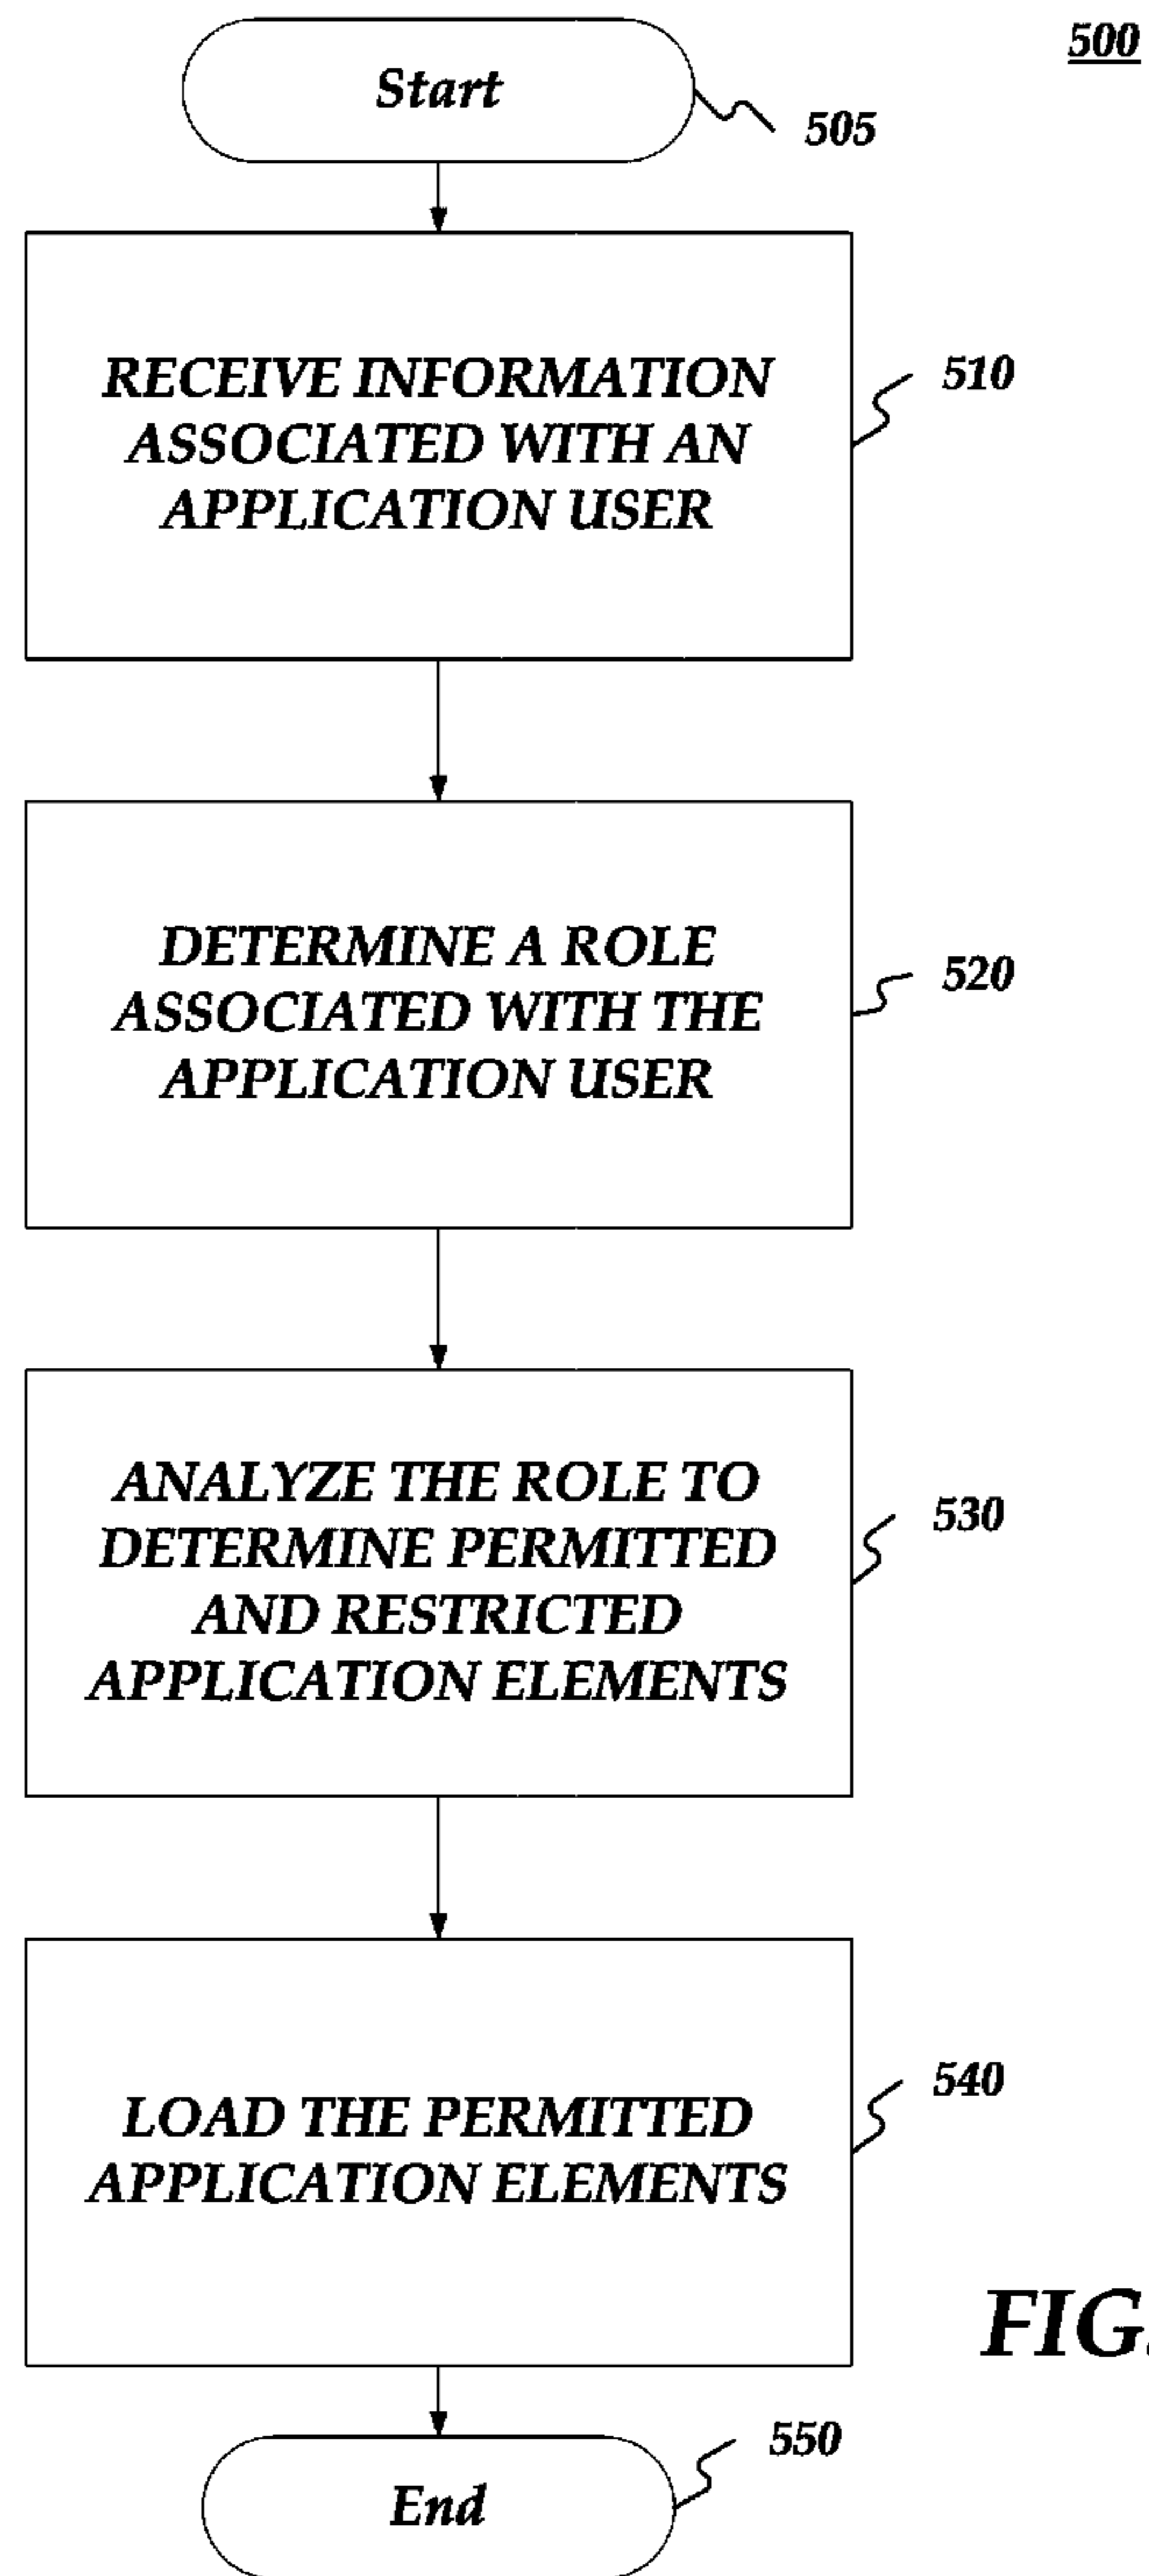 500
Start
505
RECEIVE INFORMATION
ASSOCIATED WITH AN
APPLICATION USER
510
DETERMINE A ROLE
ASSOCIATED WITH THE
APPLICATION USER
520
ANALYZE THE ROLE TO
DETERMINE PERMITTED
AND RESTRICTED
APPLICATION ELEMENTS
530
LOAD THE PERMITTED
APPLICATION ELEMENTS
540
FIG.
End
550